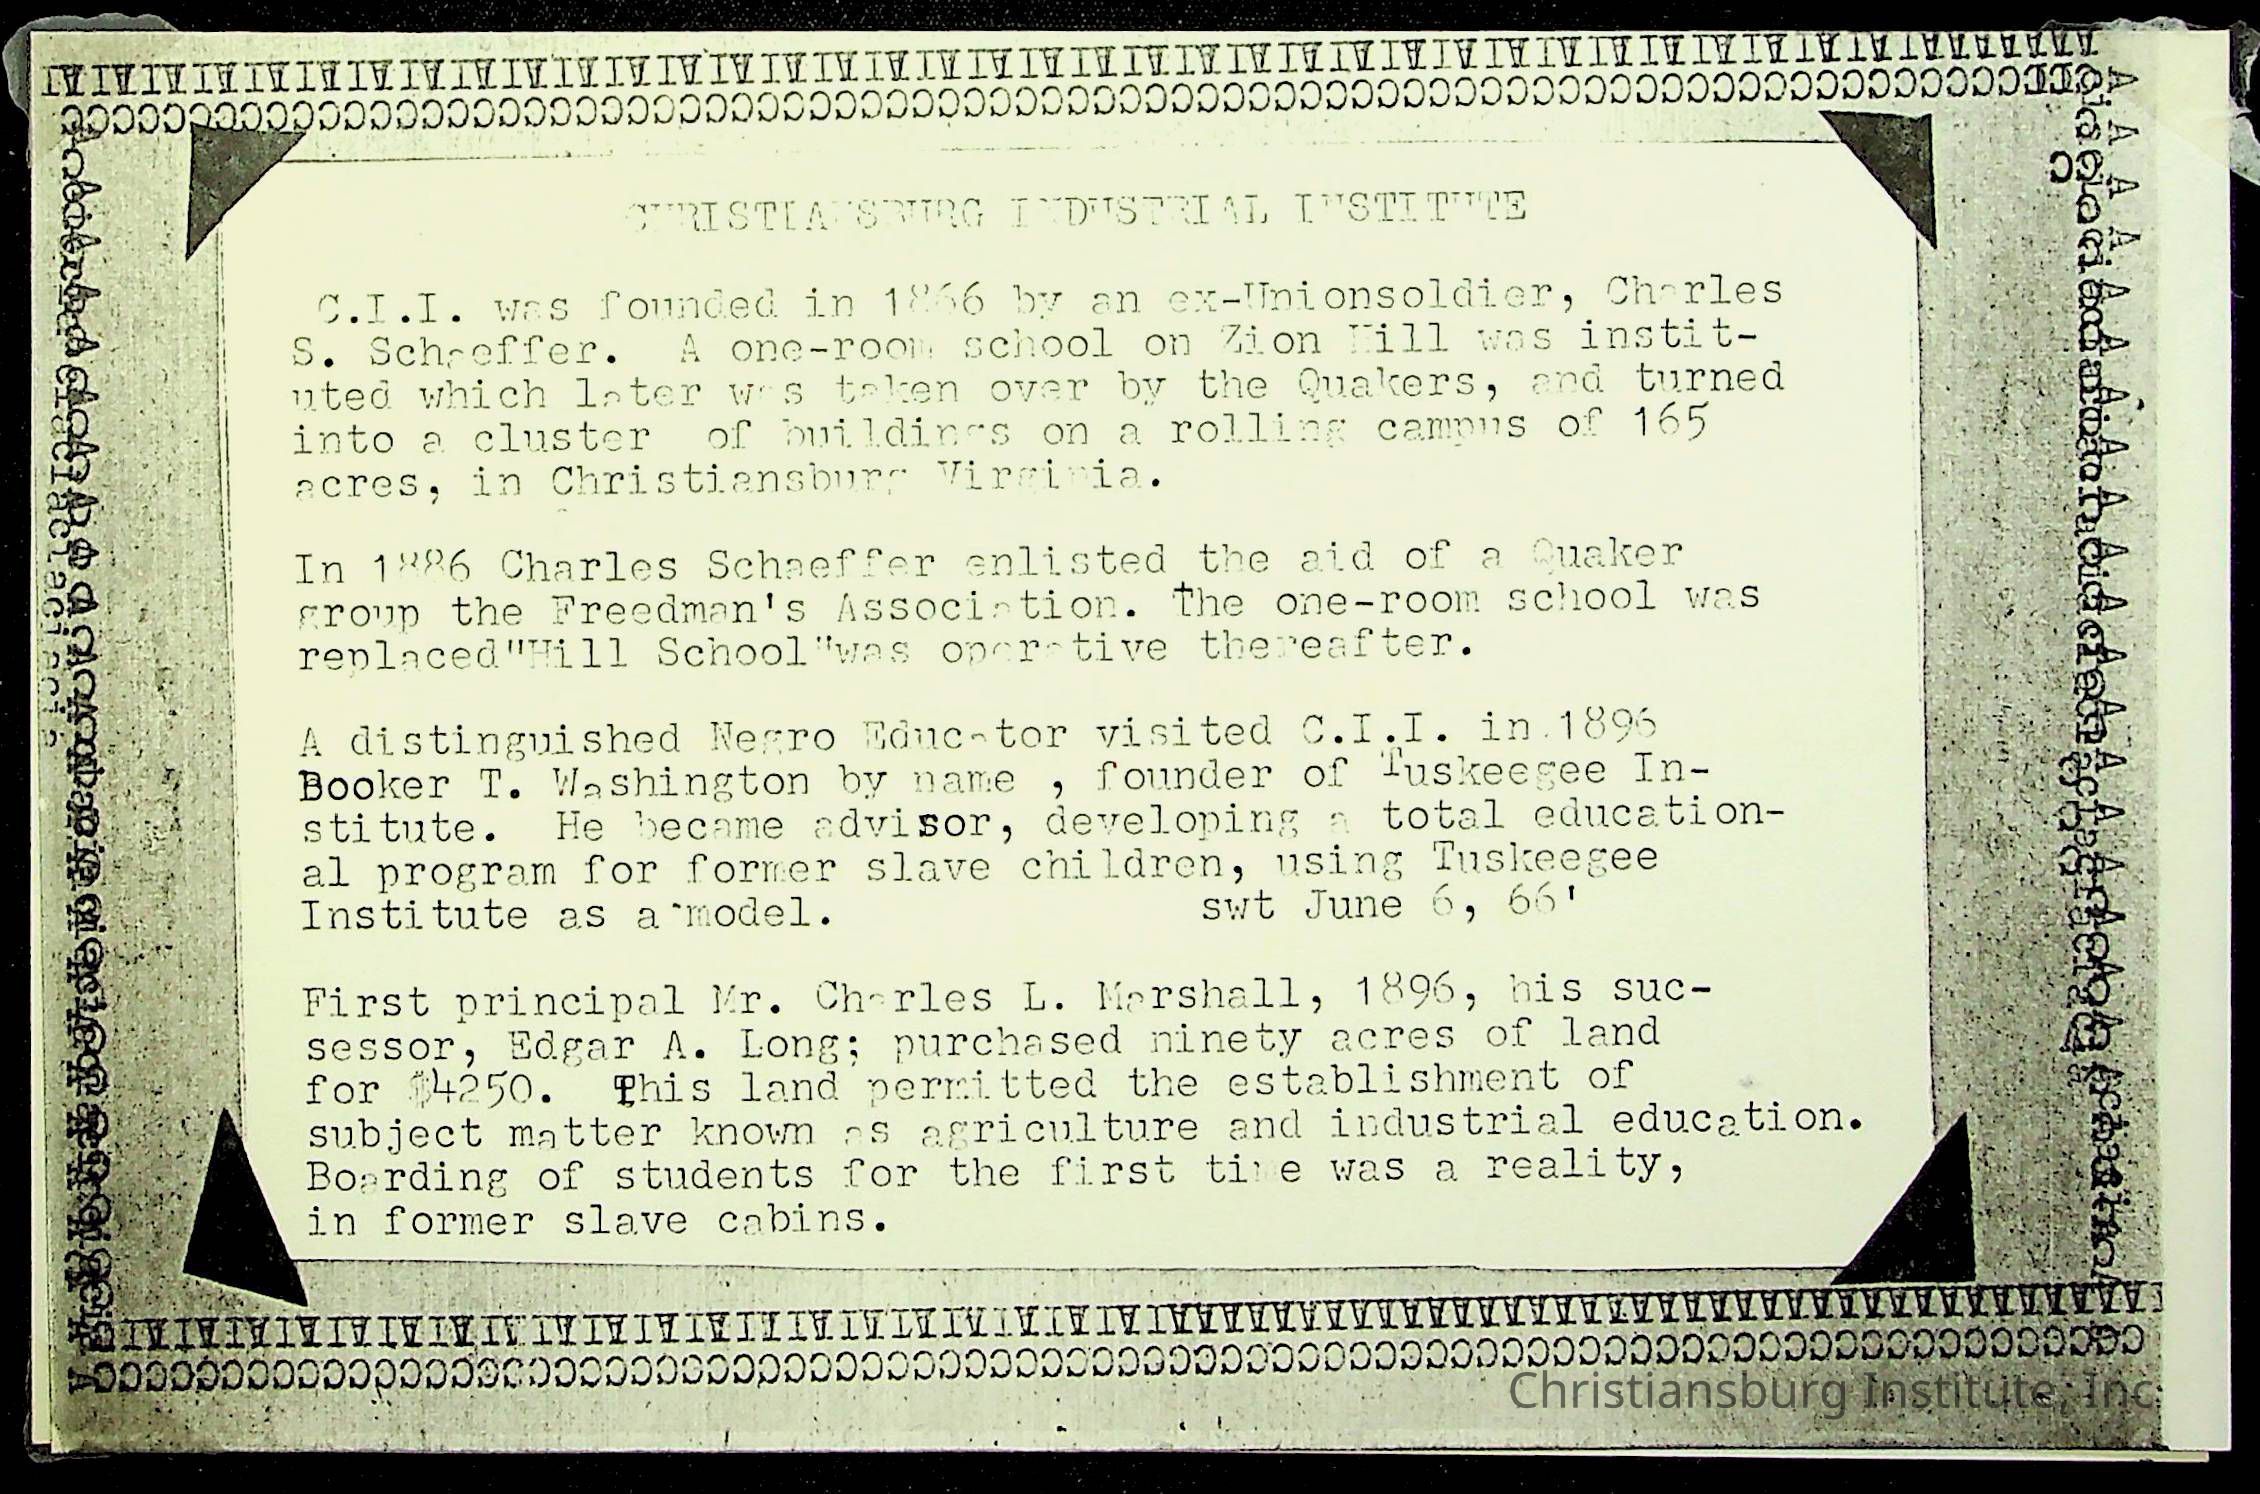 CHRISTIANSBURG INDUSTRIAL INSTITUTE
C.I.I. was founded in 1866 by an ex-Unionsoldier, Charles
S. Schaeffer. A one-room school on Zion Hill was instit-
uted which later was taken over by the Quakers, and turned
into a cluster of buildings on a rolling campus of 165
acres, in Christiansburg Virginia.
In 1886 Charles Schaeffer enlisted the aid of a Quaker
group the Freedman's Association. the one-room school was
replaced"Hill School"was operative thereafter.
A distinguished Negro Educator visited C.I.I. in 1896
Booker T. Washington by name , founder of Tuskeegee In-
stitute. He became advisor, developing a total education-
al program for former slave children, using Tuskeegee
Institute as a model. swt June 6, 66'
First principal Mr. Charles L. Marshall, 1896, his suc-
sessor, Edgar A. Long; purchased ninety acres of land
for $4250. This land permitted the establishment of
subject matter known as agriculture and industrial education.
Boarding of students for the first time was a reality,
in former slave cabins.
Christiansburg Institute, Inc